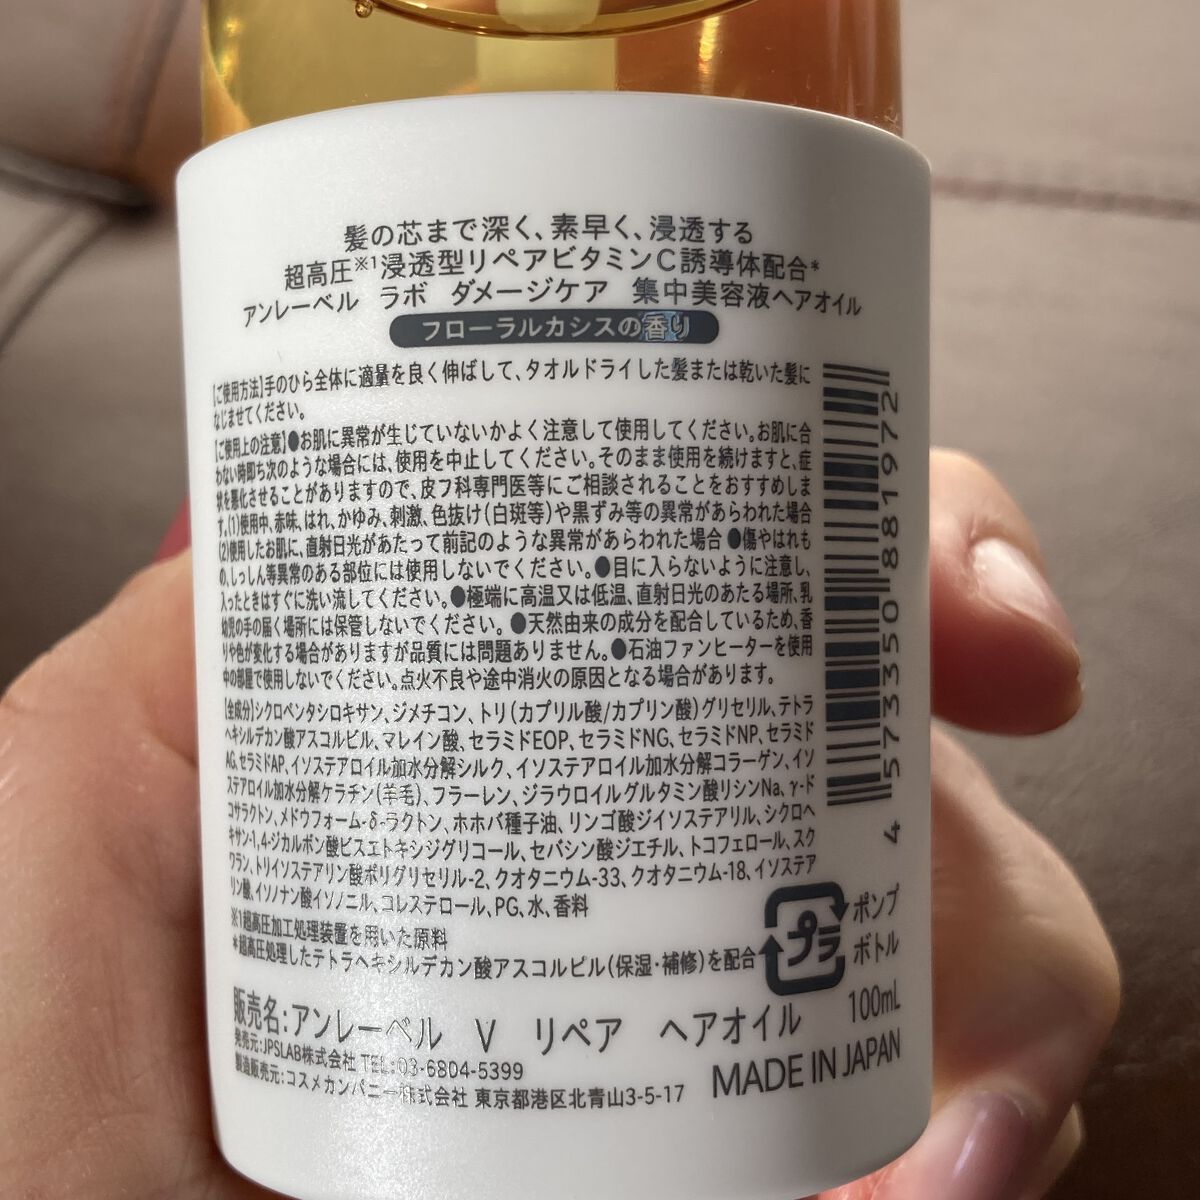 髪の芯まで深く、素早く、浸透する
超高圧※1浸透型リペアビタミンC誘導体配合*
アンレーベル ラボ ダメージケア 集中美容液ヘアオイル
フローラルカシスの香り
【ご使用方法】手のひら全体に適量を良く伸ばして、タオルドライした髪または乾いた髪に
なじませてください。
【ご使用上の注意】●お肌に異常が生じていないかよく注意して使用してください。お肌に合
わない時即ち次のような場合には、使用を中止してください。そのまま使用を続けますと、症
状を悪化させることがありますので、皮フ科専門医等にご相談されることをおすすめしま
す。(1)使用中、赤味、はれ、かゆみ、刺激、色抜け(白斑等)や黒ずみ等の異常があらわれた場合
(2)使用したお肌に、直射日光があたって前記のような異常があらわれた場合●傷やはれも
の、しっしん等異常のある部位には使用しないでください。●目に入らないように注意し、
入ったときはすぐに洗い流してください。●極端に高温又は低温、直射日光のあたる場所、乳
幼児の手の届く場所には保管しないでください。●天然由来の成分を配合しているため、香
りや色が変化する場合がありますが品質には問題ありません。●石油ファンヒーターを使用
中の部屋で使用しないでください。点火不良や途中消火の原因となる場合があります。
【全成分】シクロペンタシロキサン、ジメチコン、トリ(カプリル酸/カプリン酸)グリセリル、テトラ
ヘキシルデカン酸アスコルビル、マレイン酸、セラミドEOP、セラミドNG、セラミドNP、セラミド
AG、セラミドAP、イソステアロイル加水分解シルク、イソステアロイル加水分解コラーゲン、イソ
ステアロイル加水分解ケラチン(羊毛)、フラーレン、ジラウロイルグルタミン酸リシンNa、γ-ド
コサラクトン、メドウフォーム-δ-ラクトン、ホホバ種子油、リンゴ酸ジイソステアリル、シクロヘ
キサン-1,4-ジカルボン酸ビスエトキシジグリコール、セバシン酸ジエチル、トコフェロール、スク
ワラン、トリイソステアリン酸ポリグリセリル-2、クオタニウム-33、クオタニウム-18、イソステア
リン酸、イソノナン酸イソノニル、コレステロール、PG、水、香料
※1超高圧加工処理装置を用いた原料
*超高圧処理したテトラヘキシルデカン酸アスコルビル(保湿・補修)を配合
プラ
ポンプ
ボトル
販売名:アンレーベル V リペア ヘアオイル 100mL
発売元:JPSLAB株式会社 TEL:03-6804-5399
製造販売元:コスメカンパニー株式会社 東京都港区北青山3-5-17
MADE IN JAPAN
4 573350 881972